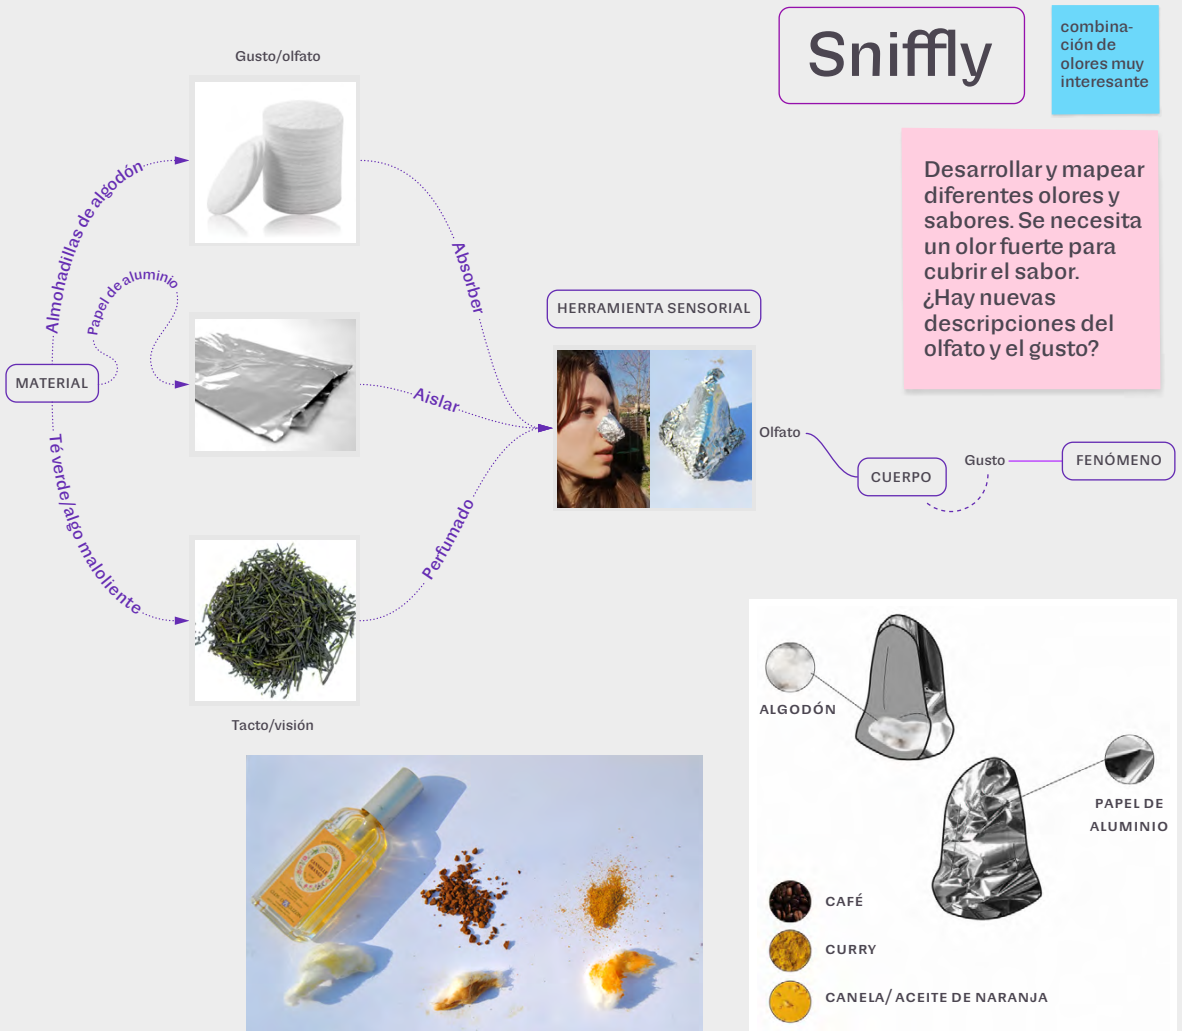 Sniffly
combina-
ción de
olores muy
interesante
Gusto/olfato
Desarrollar y mapear
diferentes olores y
sabores. Se necesita
un olor fuerte para
cubrir el sabor.
¿Hay nuevas
descripciones del
olfato y el gusto?
Almohadillas de algodón
Papel de aluminio
MATERIAL
Té verde/algo maloliente
Absorber
Aislar
Perfumado
HERRAMIENTA SENSORIAL
Olfato
CUERPO
Gusto
FENÓMENO
Tacto/visión
ALGODÓN
PAPEL DE
ALUMINIO
CAFÉ
CURRY
CANELA/ ACEITE DE NARANJA